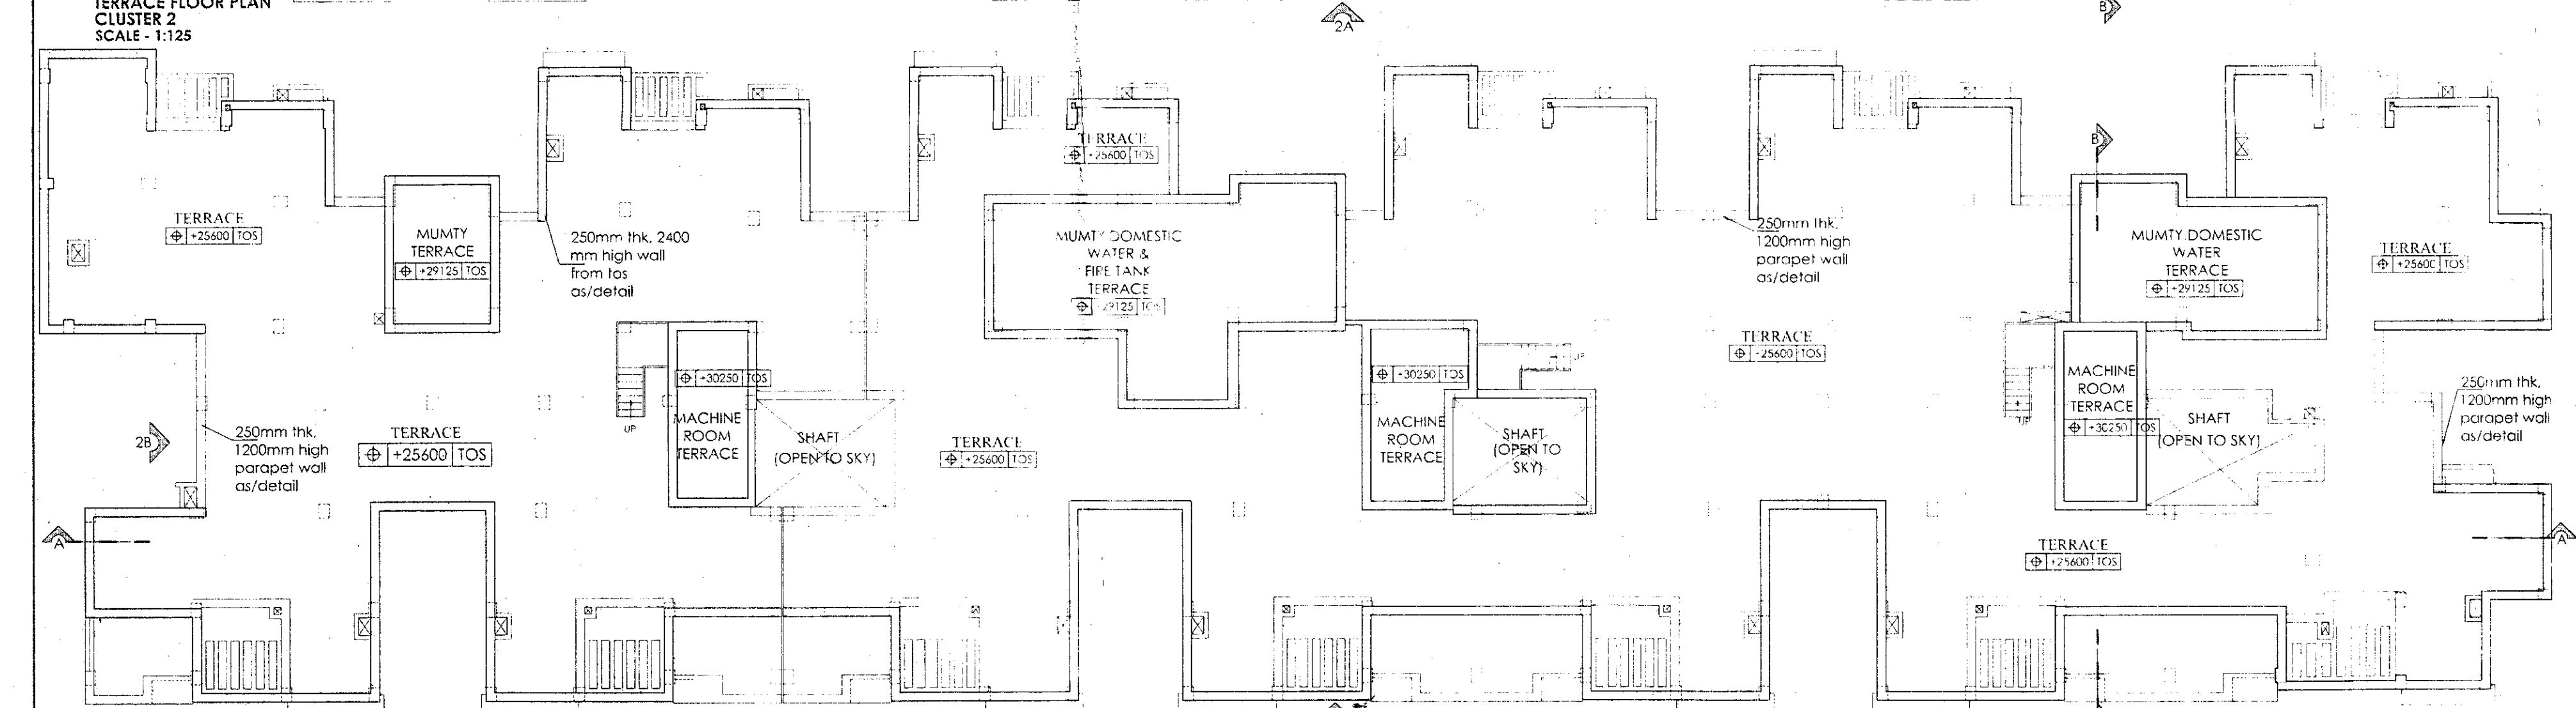 TERRACE FLOOR PLAN
CLUSTER 2
SCALE - 1:125
2A
B
B
TERRACE
+25600 TOS
MUMTY
TERRACE
+29125 TOS
250mm thk, 2400
mm high wall
from tos
as/detail
TERRACE
+25600 TOS
MUMTY DOMESTIC
WATER &
FIRE TANK
TERRACE
+29125 TOS
250mm thk,
1200mm high
parapet wall
as/detail
MUMTY DOMESTIC
WATER
TERRACE
+29125 TOS
TERRACE
+25600 TOS
TERRACE
+25600 TOS
2B
250mm thk,
1200mm high
parapet wall
as/detail
TERRACE
+25600 TOS
UP
+30250 TOS
MACHINE
ROOM
TERRACE
SHAFT
(OPEN TO SKY)
TERRACE
+25600 TOS
+30250 TOS
MACHINE
ROOM
TERRACE
UP
SHAFT
(OPEN TO
SKY)
UP
MACHINE
ROOM
TERRACE
+30250 TOS
SHAFT
(OPEN TO SKY)
250mm thk,
1200mm high
parapet wall
as/detail
A
TERRACE
+25600 TOS
A